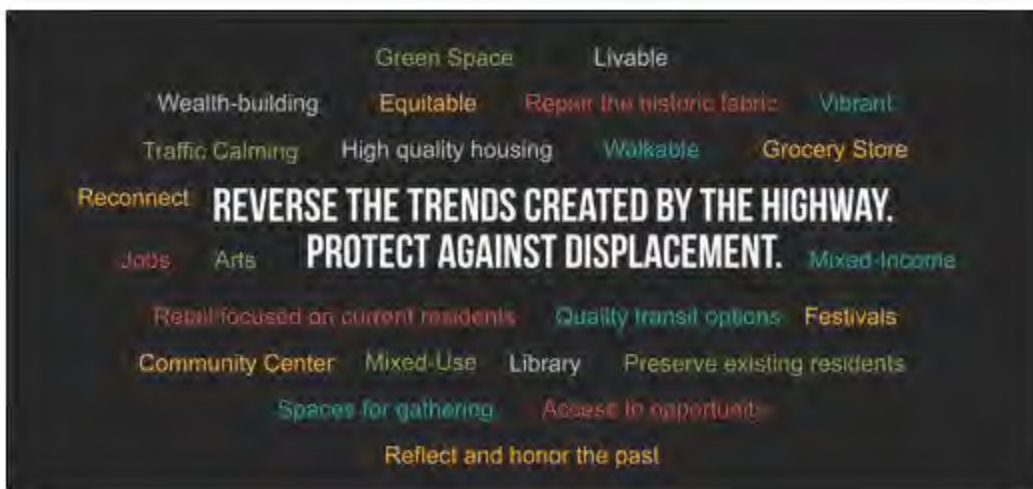 Green Space Livable
Wealth-building Equitable Repair the historic fabric Vibrant
Traffic Calming High quality housing Walkable Grocery Store
Reconnect REVERSE THE TRENDS CREATED BY THE HIGHWAY.
Jobs Arts PROTECT AGAINST DISPLACEMENT. Mixed-Income
Retail focused on current residents Quality transit options Festivals
Community Center Mixed-Use Library Preserve existing residents
Spaces for gathering Access to opportunity
Reflect and honor the past